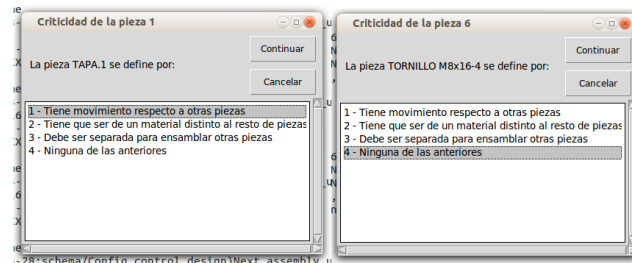 Criticidad de la pieza 1
La pieza TAPA.1 se define por:
Continuar
Cancelar
1 - Tiene movimiento respecto a otras piezas
2 - Tiene que ser de un material distinto al resto de piezas
3 - Debe ser separada para ensamblar otras piezas
4 - Ninguna de las anteriores
Criticidad de la pieza 6
La pieza TORNILLO M8x16-4 se define por:
Continuar
Cancelar
1 - Tiene movimiento respecto a otras piezas
2 - Tiene que ser de un material distinto al resto de piezas
3 - Debe ser separada para ensamblar otras piezas
4 - Ninguna de las anteriores
-28:schema/Config control design}Next assembly u